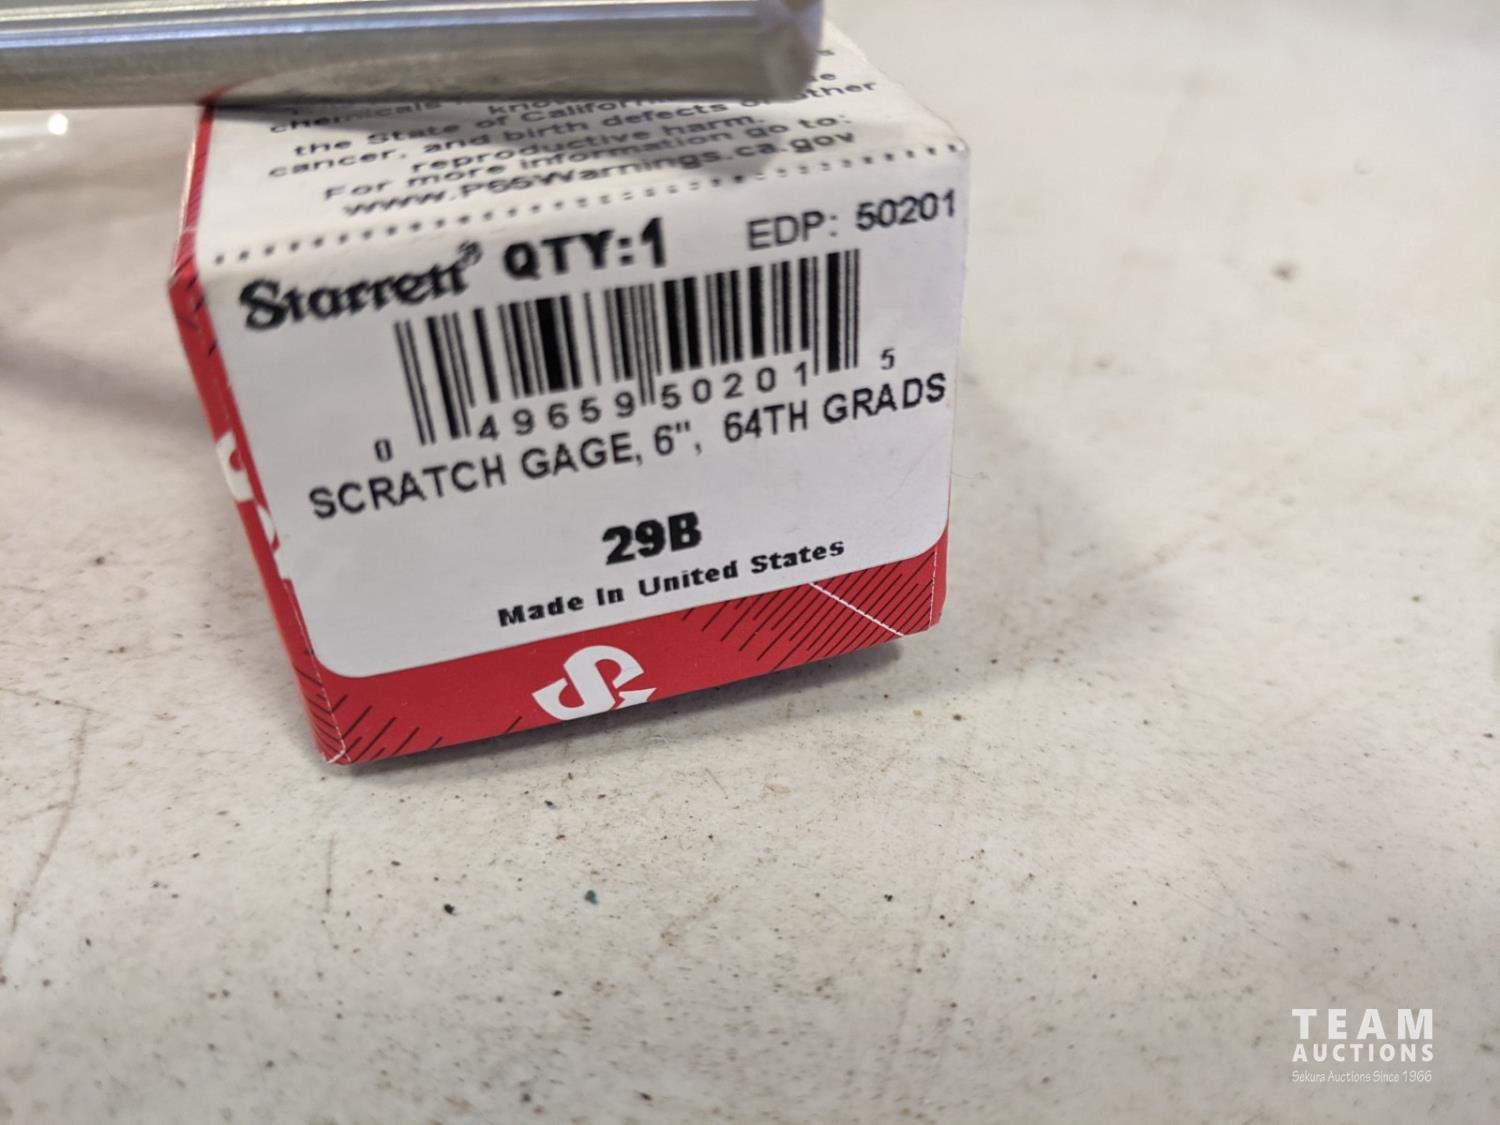 chemicals kno
the State of Californ
cancer, and birth defects o other
reproductive harm.
For more information go to:
www.P65Warnings.ca.gov
Starrett® QTY:1 EDP: 50201
0 49659 50201 5
SCRATCH GAGE, 6", 64TH GRADS
29B
Made In United States
TEAM
AUCTIONS
Sekura Auctions Since 1966